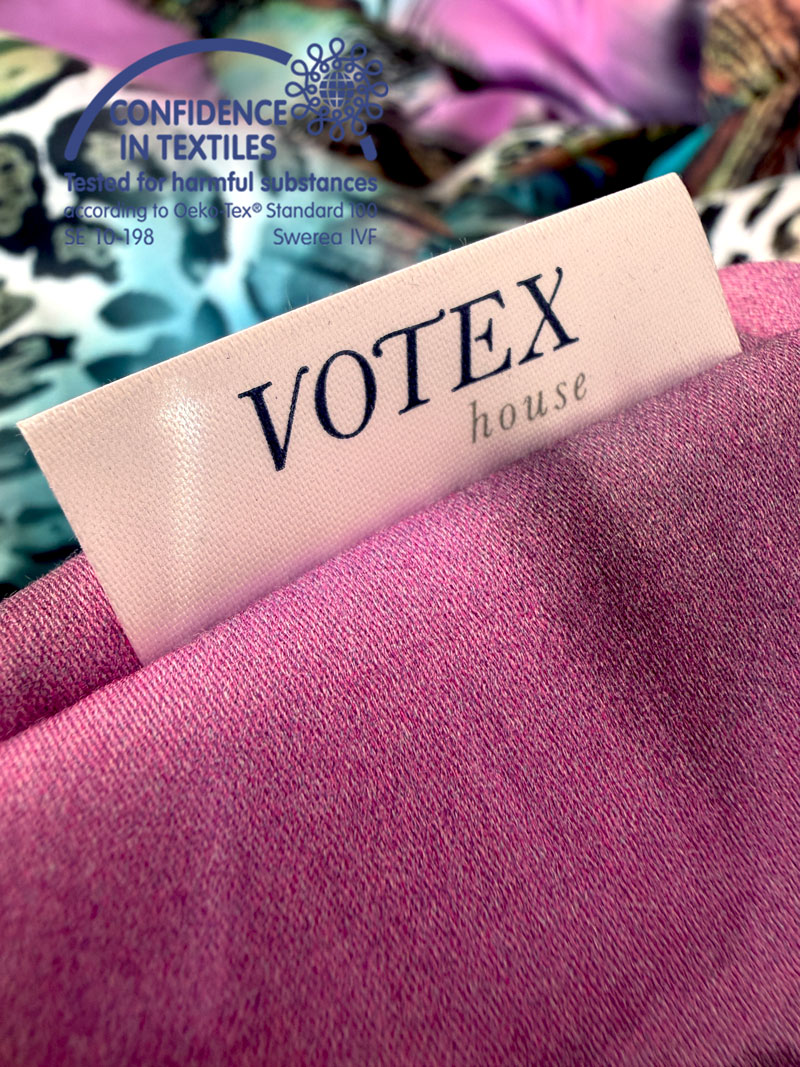 CONFIDENCE
IN TEXTILES
Tested for harmful substances
according to Oeko-Tex® Standard 100
SE 10-198 Swerea IVF
VOTEX
house